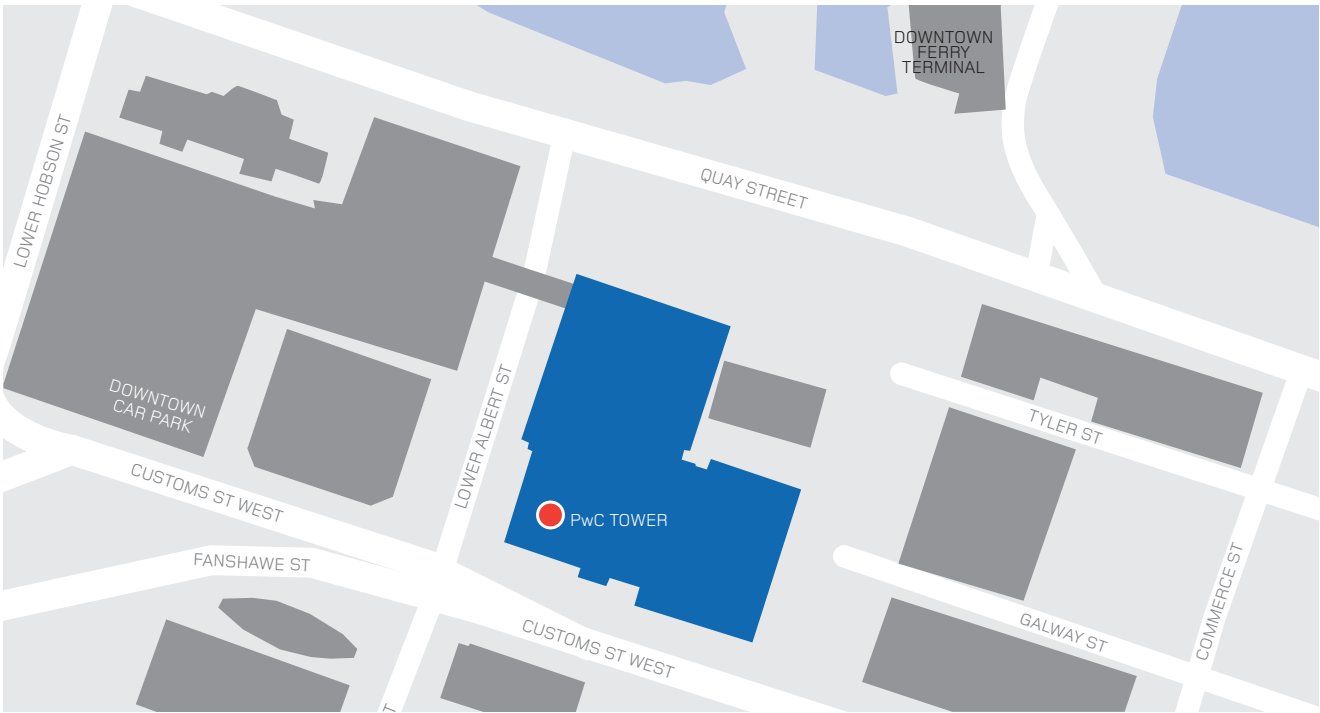 DOWNTOWN
FERRY
TERMINAL
LOWER HOBSON ST
QUAY STREET
DOWNTOWN
CAR PARK
LOWER ALBERT ST
TYLER ST
CUSTOMS ST WEST
PwC TOWER
FANSHAWE ST
COMMERCE ST
GALWAY ST
CUSTOMS ST WEST
T